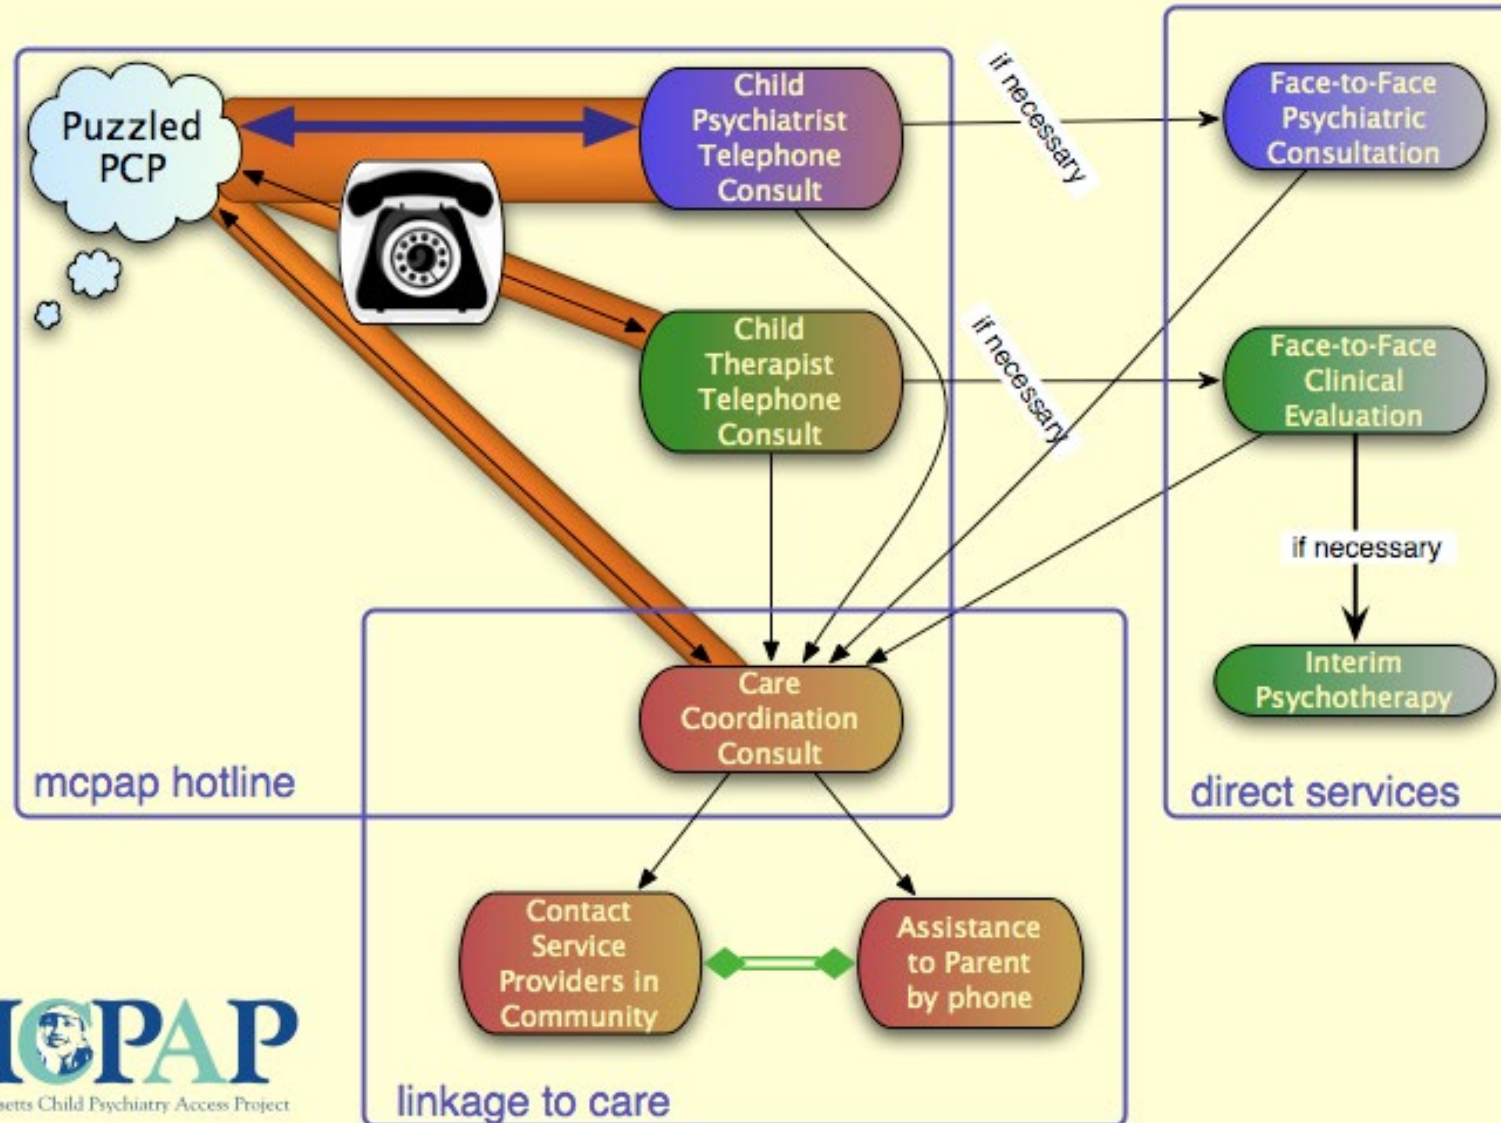 Puzzled
PCP
Child
Psychiatrist
Telephone
Consult
if necessary
Face-to-Face
Psychiatric
Consultation
Child
Therapist
Telephone
Consult
if necessary
Face-to-Face
Clinical
Evaluation
if necessary
Interim
Psychotherapy
Care
Coordination
Consult
mcpap hotline
direct services
Contact
Service
Providers in
Community
Assistance
to Parent
by phone
linkage to care
CPAP
setts Child Psychiatry Access Project